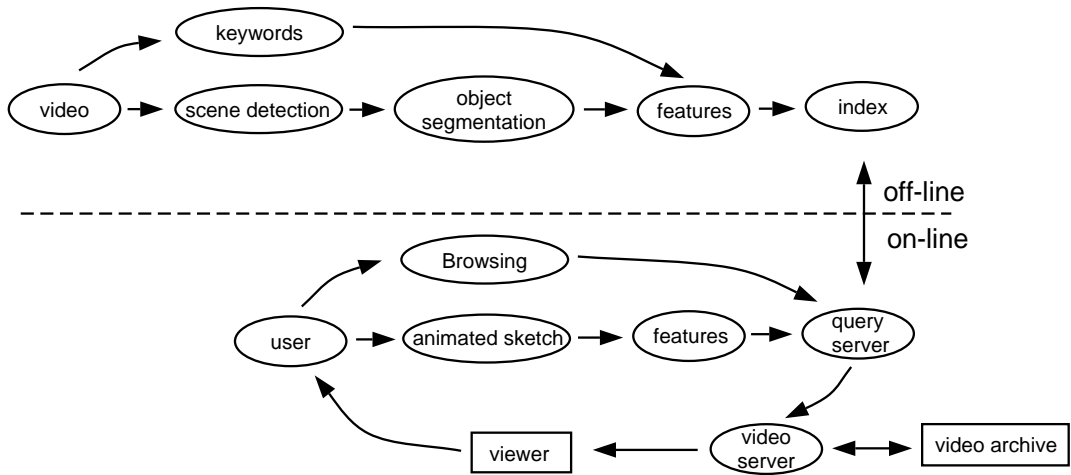 keywords
video
scene detection
object
segmentation
features
index
off-line
on-line
Browsing
user
animated sketch
features
query
server
viewer
video
server
video archive